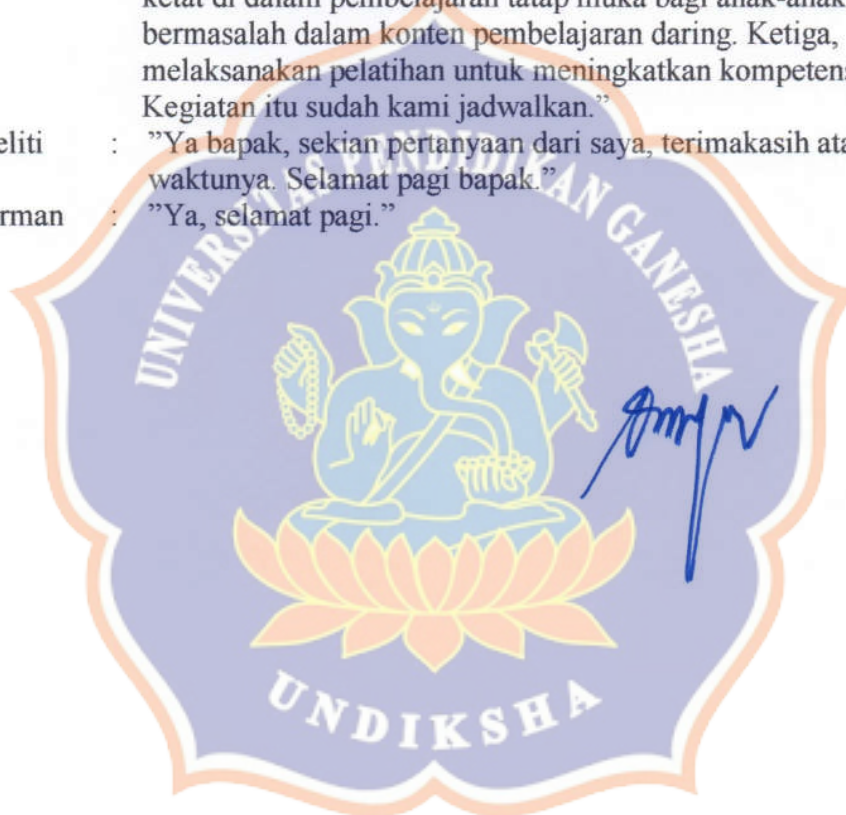 ketat di dalam pembelajaran tatap muka bagi anak-anak
bermasalah dalam konten pembelajaran daring. Ketiga,
melaksanakan pelatihan untuk meningkatkan kompetens
Kegiatan itu sudah kami jadwalkan.”
eliti : ”Ya bapak, sekian pertanyaan dari saya, terimakasih ata
waktunya. Selamat pagi bapak.”
rman : ”Ya, selamat pagi.”
UNIVERSITAS PENDIDIKAN GANESHA
UNDIKSHA